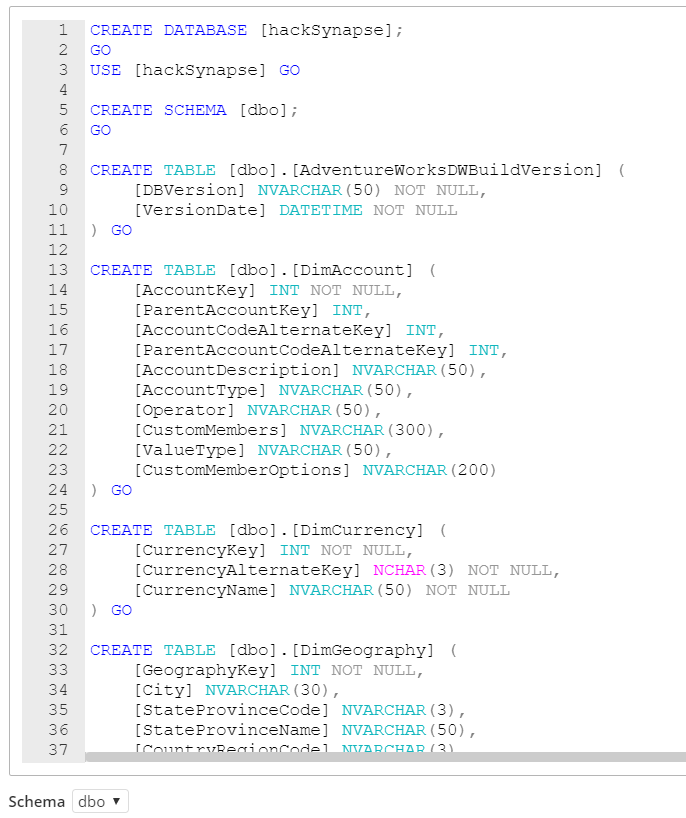 1 CREATE DATABASE [hackSynapse];
2 GO
3 USE [hackSynapse] GO
4
5 CREATE SCHEMA [dbo];
6 GO
7
8 CREATE TABLE [dbo].[AdventureWorksDWBuildVersion] (
9     [DBVersion] NVARCHAR(50) NOT NULL,
10     [VersionDate] DATETIME NOT NULL
11 ) GO
12
13 CREATE TABLE [dbo].[DimAccount] (
14     [AccountKey] INT NOT NULL,
15     [ParentAccountKey] INT,
16     [AccountCodeAlternateKey] INT,
17     [ParentAccountCodeAlternateKey] INT,
18     [AccountDescription] NVARCHAR(50),
19     [AccountType] NVARCHAR(50),
20     [Operator] NVARCHAR(50),
21     [CustomMembers] NVARCHAR(300),
22     [ValueType] NVARCHAR(50),
23     [CustomMemberOptions] NVARCHAR(200)
24 ) GO
25
26 CREATE TABLE [dbo].[DimCurrency] (
27     [CurrencyKey] INT NOT NULL,
28     [CurrencyAlternateKey] NCHAR(3) NOT NULL,
29     [CurrencyName] NVARCHAR(50) NOT NULL
30 ) GO
31
32 CREATE TABLE [dbo].[DimGeography] (
33     [GeographyKey] INT NOT NULL,
34     [City] NVARCHAR(30),
35     [StateProvinceCode] NVARCHAR(3),
36     [StateProvinceName] NVARCHAR(50),
37     [CountryRegionCode] NVARCHAR(3)
Schema dbo ▼